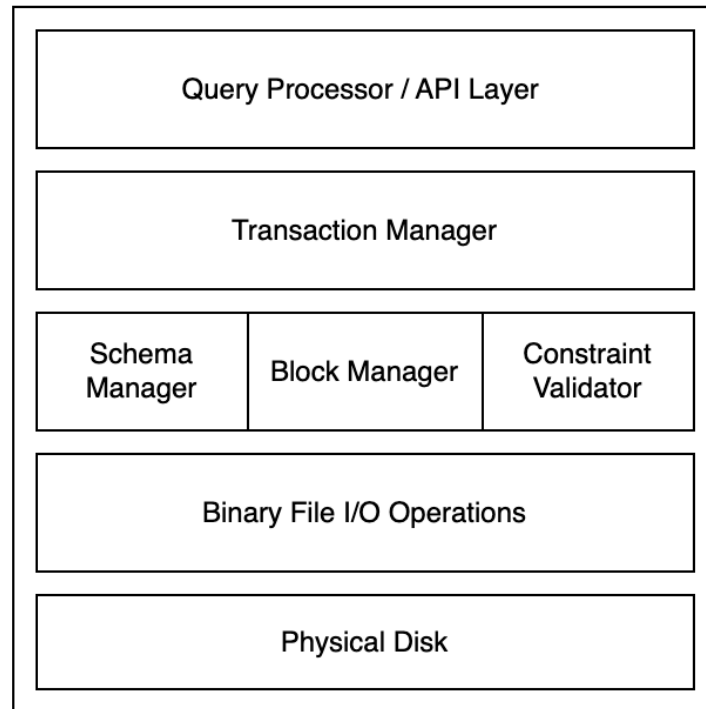 Query Processor / API Layer
Transaction Manager
Schema
Manager
Block Manager
Constraint
Validator
Binary File I/O Operations
Physical Disk